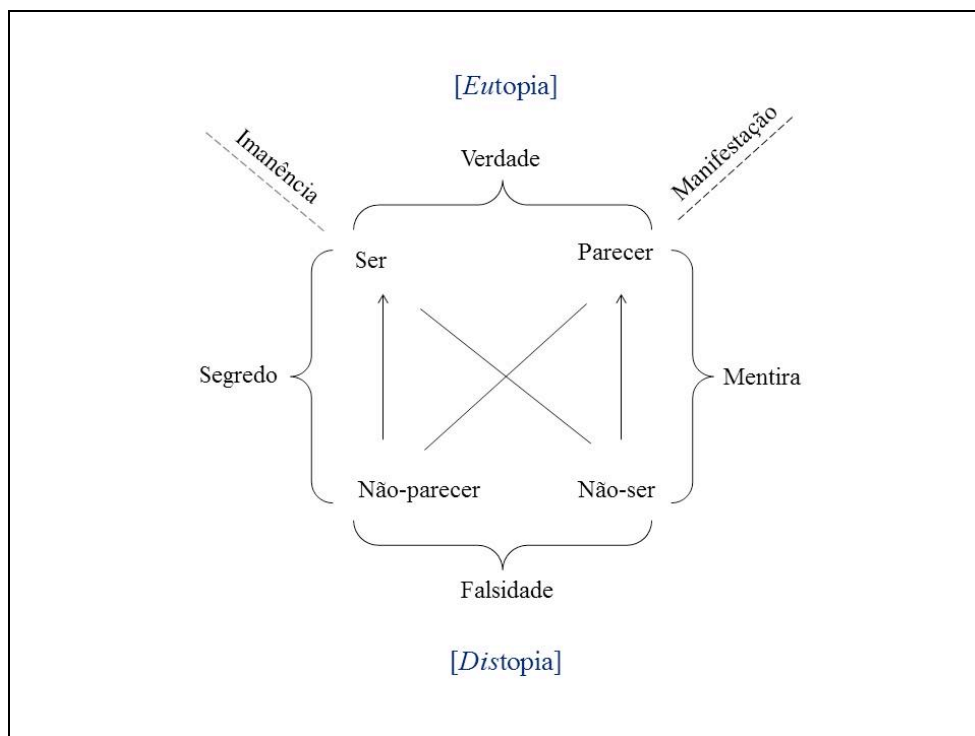 [Eutopia]
Imanência
Manifestação
Verdade
Ser
Parecer
Segredo
Mentira
Não-parecer
Não-ser
Falsidade
[Distopia]